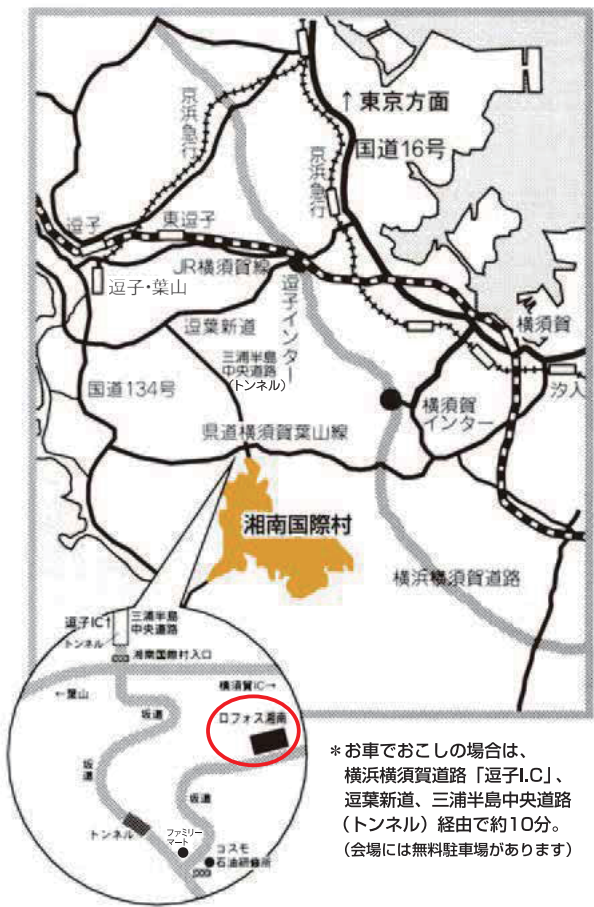 ↑東京方面
国道16号
京浜急行
京浜急行
逗子
東逗子
JR横須賀線
逗子・葉山
逗子インター
逗葉新道
三浦半島
中央道路
(トンネル)
横須賀
汐入
国道134号
横須賀
インター
県道横須賀葉山線
湘南国際村
横浜横須賀道路
逗子IC↑
三浦半島
中央道路
トンネル
湘南国際村入口
←葉山
横須賀IC→
坂道
ロフォス湘南
坂道
坂道
トンネル
ファミリー
マート
コスモ
石油研修所
＊お車でおこしの場合は、
横浜横須賀道路「逗子I.C」、
逗葉新道、三浦半島中央道路
(トンネル)経由で約10分。
(会場には無料駐車場があります)